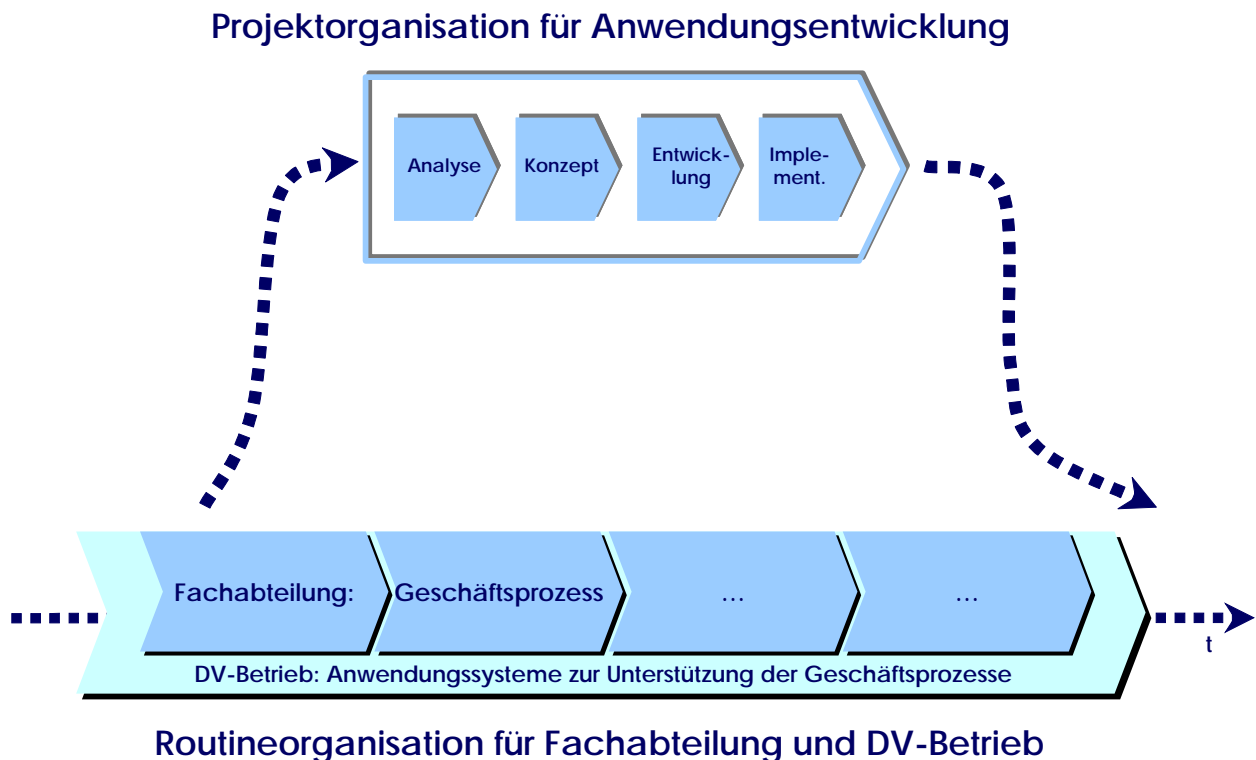 Projektorganisation für Anwendungsentwicklung
Analyse
Konzept
Entwick-
lung
Imple-
ment.
Fachabteilung:
Geschäftsprozess
...
...
t
DV-Betrieb: Anwendungssysteme zur Unterstützung der Geschäftsprozesse
Routineorganisation für Fachabteilung und DV-Betrieb